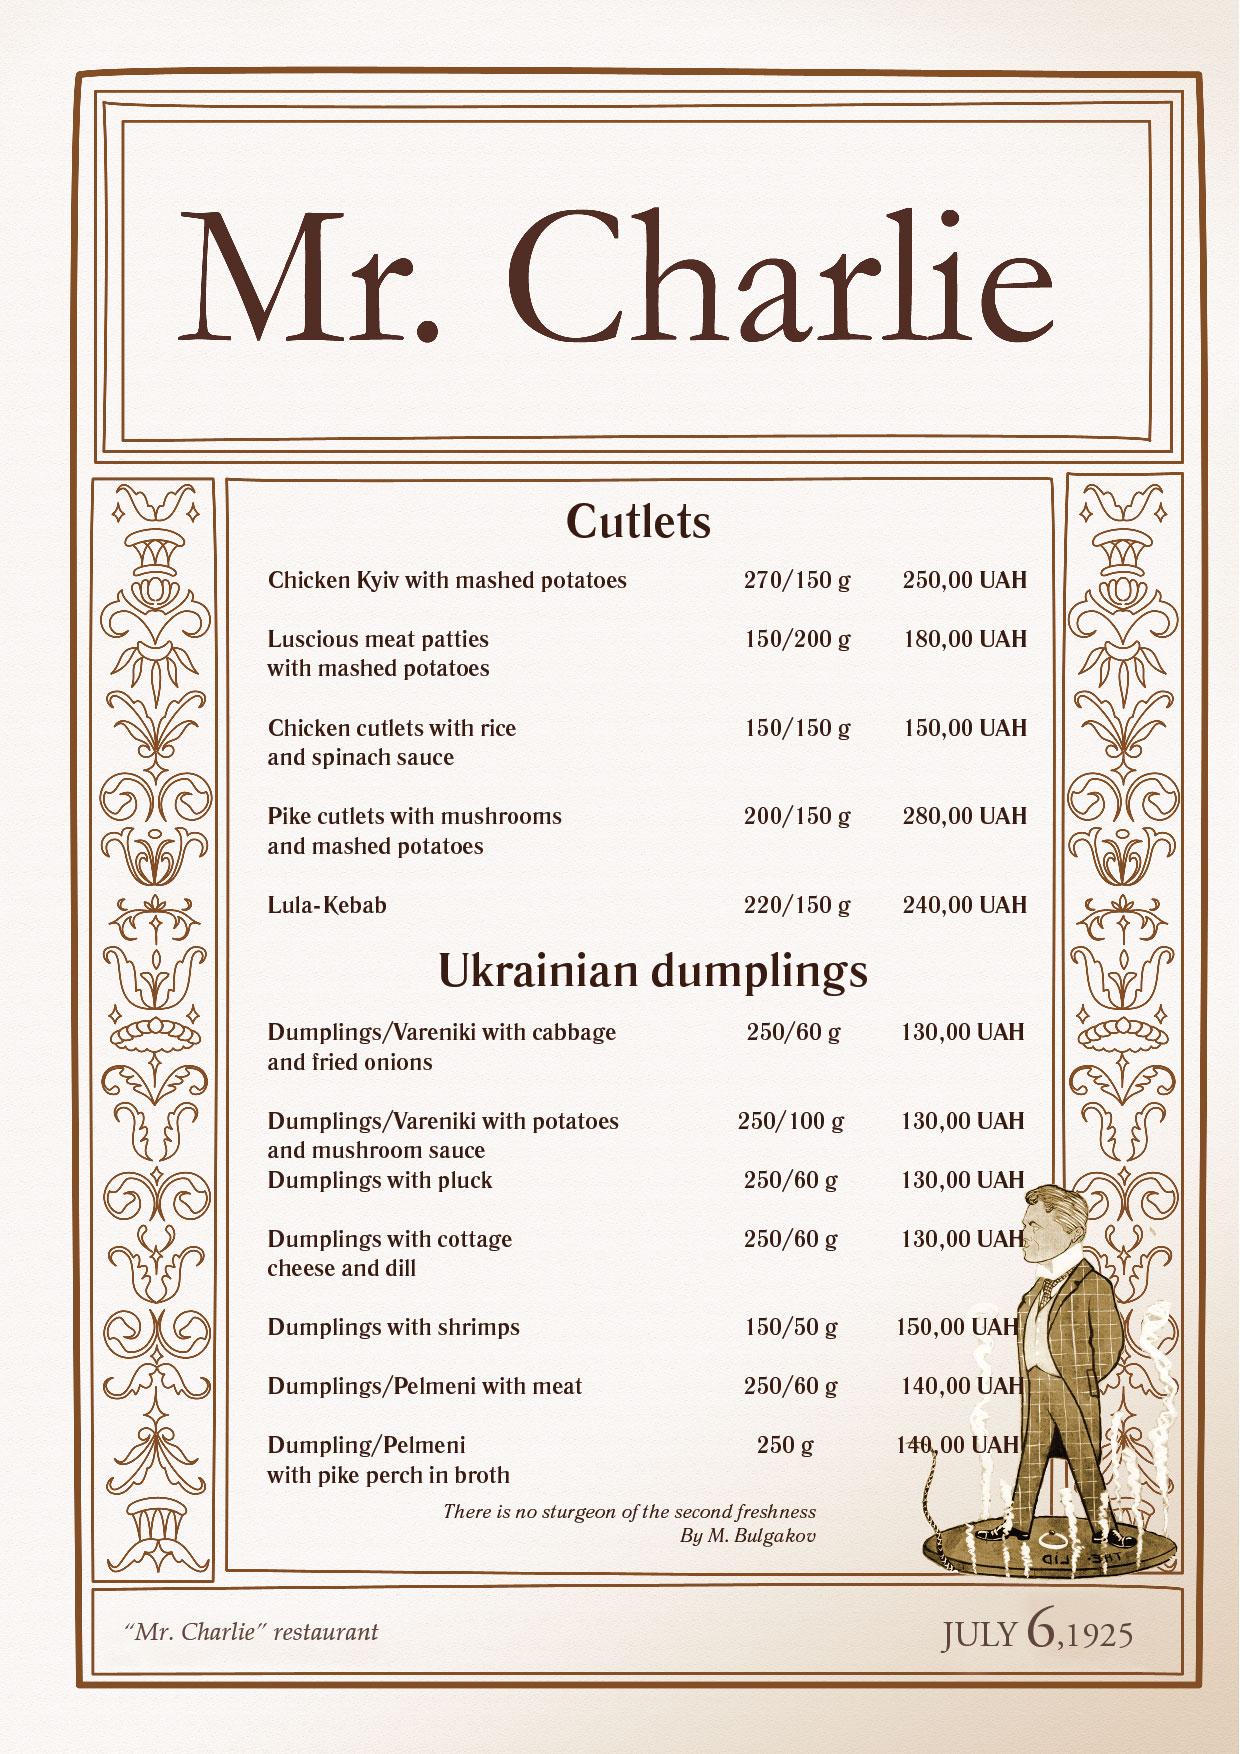 Mr. Charlie
Cutlets
Chicken Kyiv with mashed potatoes 270/150 g 250,00 UAH
Luscious meat patties 150/200 g 180,00 UAH
with mashed potatoes
Chicken cutlets with rice 150/150 g 150,00 UAH
and spinach sauce
Pike cutlets with mushrooms 200/150 g 280,00 UAH
and mashed potatoes
Lula-Kebab 220/150 g 240,00 UAH
Ukrainian dumplings
Dumplings/Vareniki with cabbage 250/60 g 130,00 UAH
and fried onions
Dumplings/Vareniki with potatoes 250/100 g 130,00 UAH
and mushroom sauce
Dumplings with pluck 250/60 g 130,00 UAH
Dumplings with cottage 250/60 g 130,00 UAH
cheese and dill
Dumplings with shrimps 150/50 g 150,00 UAH
Dumplings/Pelmeni with meat 250/60 g 140,00 UAH
Dumpling/Pelmeni 250 g 140,00 UAH
with pike perch in broth
There is no sturgeon of the second freshness
By M. Bulgakov
THE LID
“Mr. Charlie” restaurant
JULY 6,1925